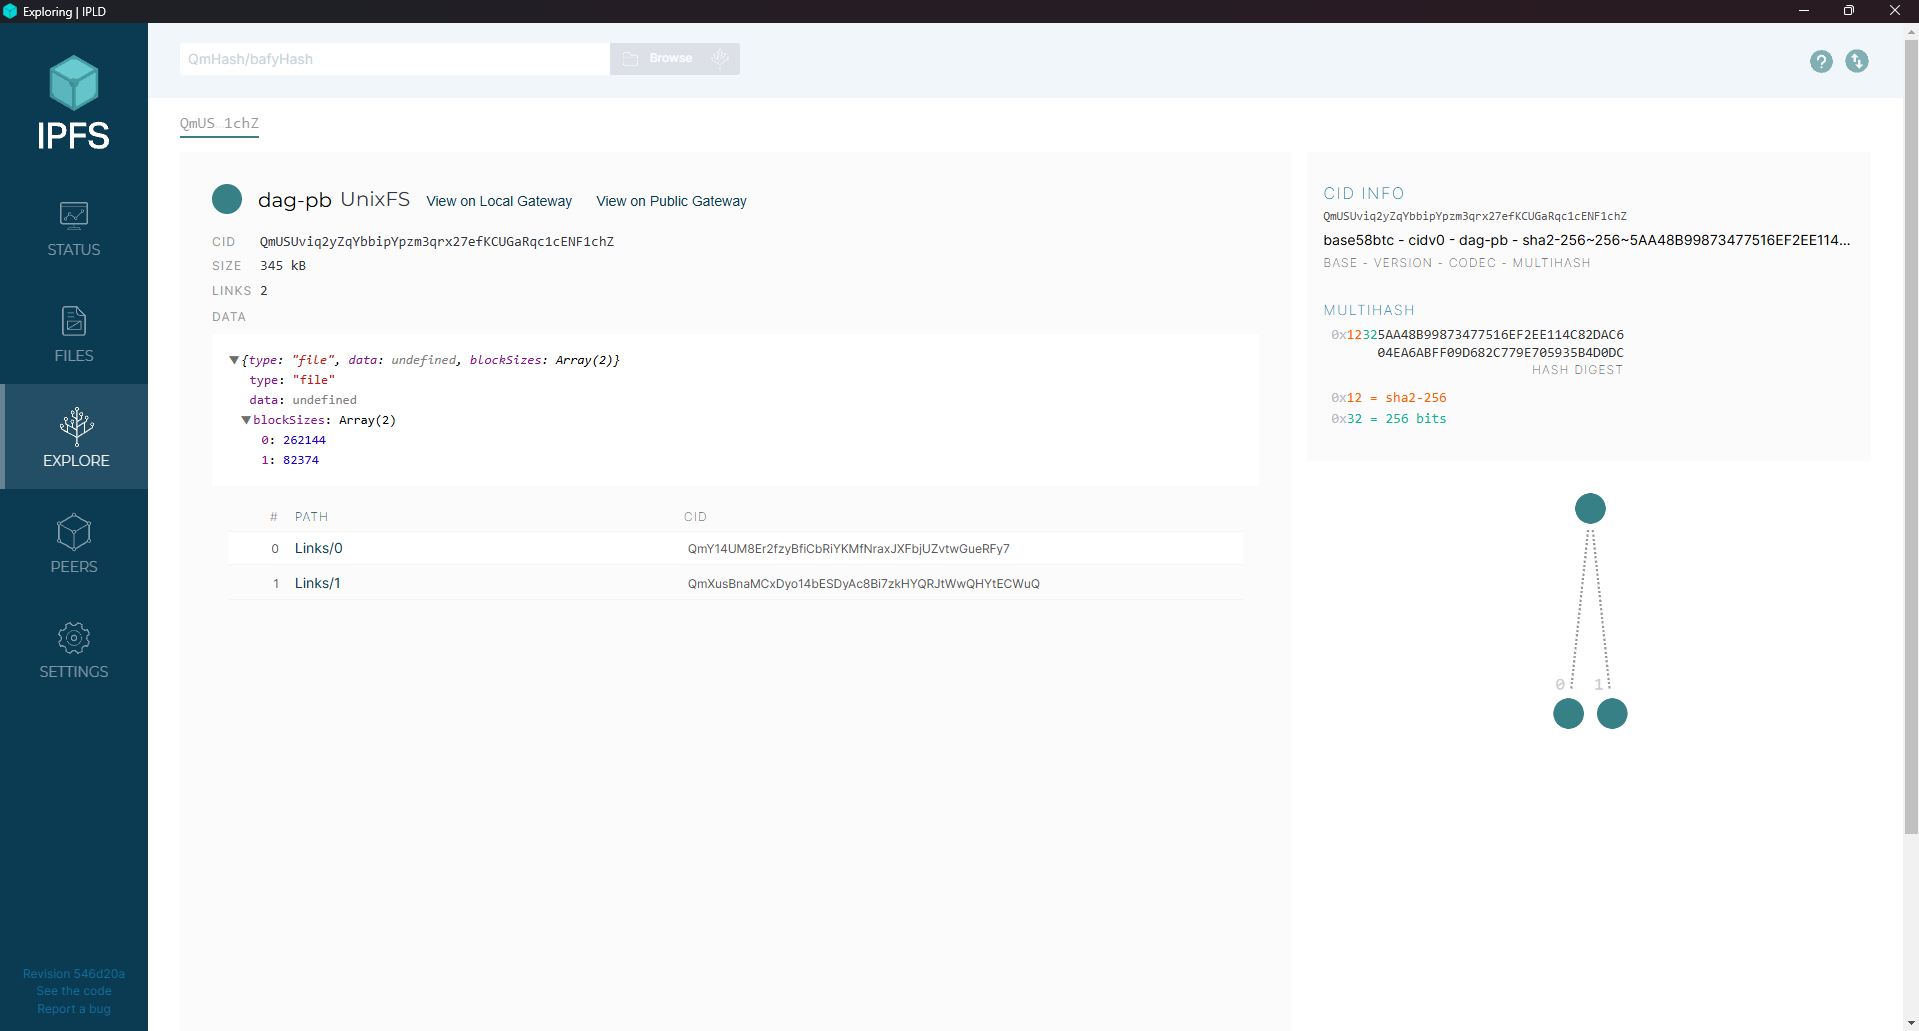 Exploring | IPLD
IPFS
STATUS
FILES
EXPLORE
PEERS
SETTINGS
Revision 546d20a
See the code
Report a bug
QmHash/bafyHash
Browse
?
QmUS 1chZ
dag-pb UnixFS View on Local Gateway View on Public Gateway
CID QmUSUviq2yZqYbbipYpzm3qrx27efKCUGaRqc1cENF1chZ
SIZE 345 kB
LINKS 2
DATA
▼{type: "file", data: undefined, blockSizes: Array(2)}
type: "file"
data: undefined
▼blockSizes: Array(2)
0: 262144
1: 82374
# PATH CID
0 Links/0 QmY14UM8Er2fzyBfiCbRiYKMfNraxJXFbjUZvtwGueRFy7
1 Links/1 QmXusBnaMCxDyo14bESDyAc8Bi7zkHYQRJtWwQHYtECWuQ
CID INFO
QmUSUviq2yZqYbbipYpzm3qrx27efKCUGaRqc1cENF1chZ
base58btc - cidv0 - dag-pb - sha2-256~256~5AA48B99873477516EF2EE114...
BASE - VERSION - CODEC - MULTIHASH
MULTIHASH
0x12325AA48B99873477516EF2EE114C82DAC6
04EA6ABFF09D682C779E705935B4D0DC
HASH DIGEST
0x12 = sha2-256
0x32 = 256 bits
0 1